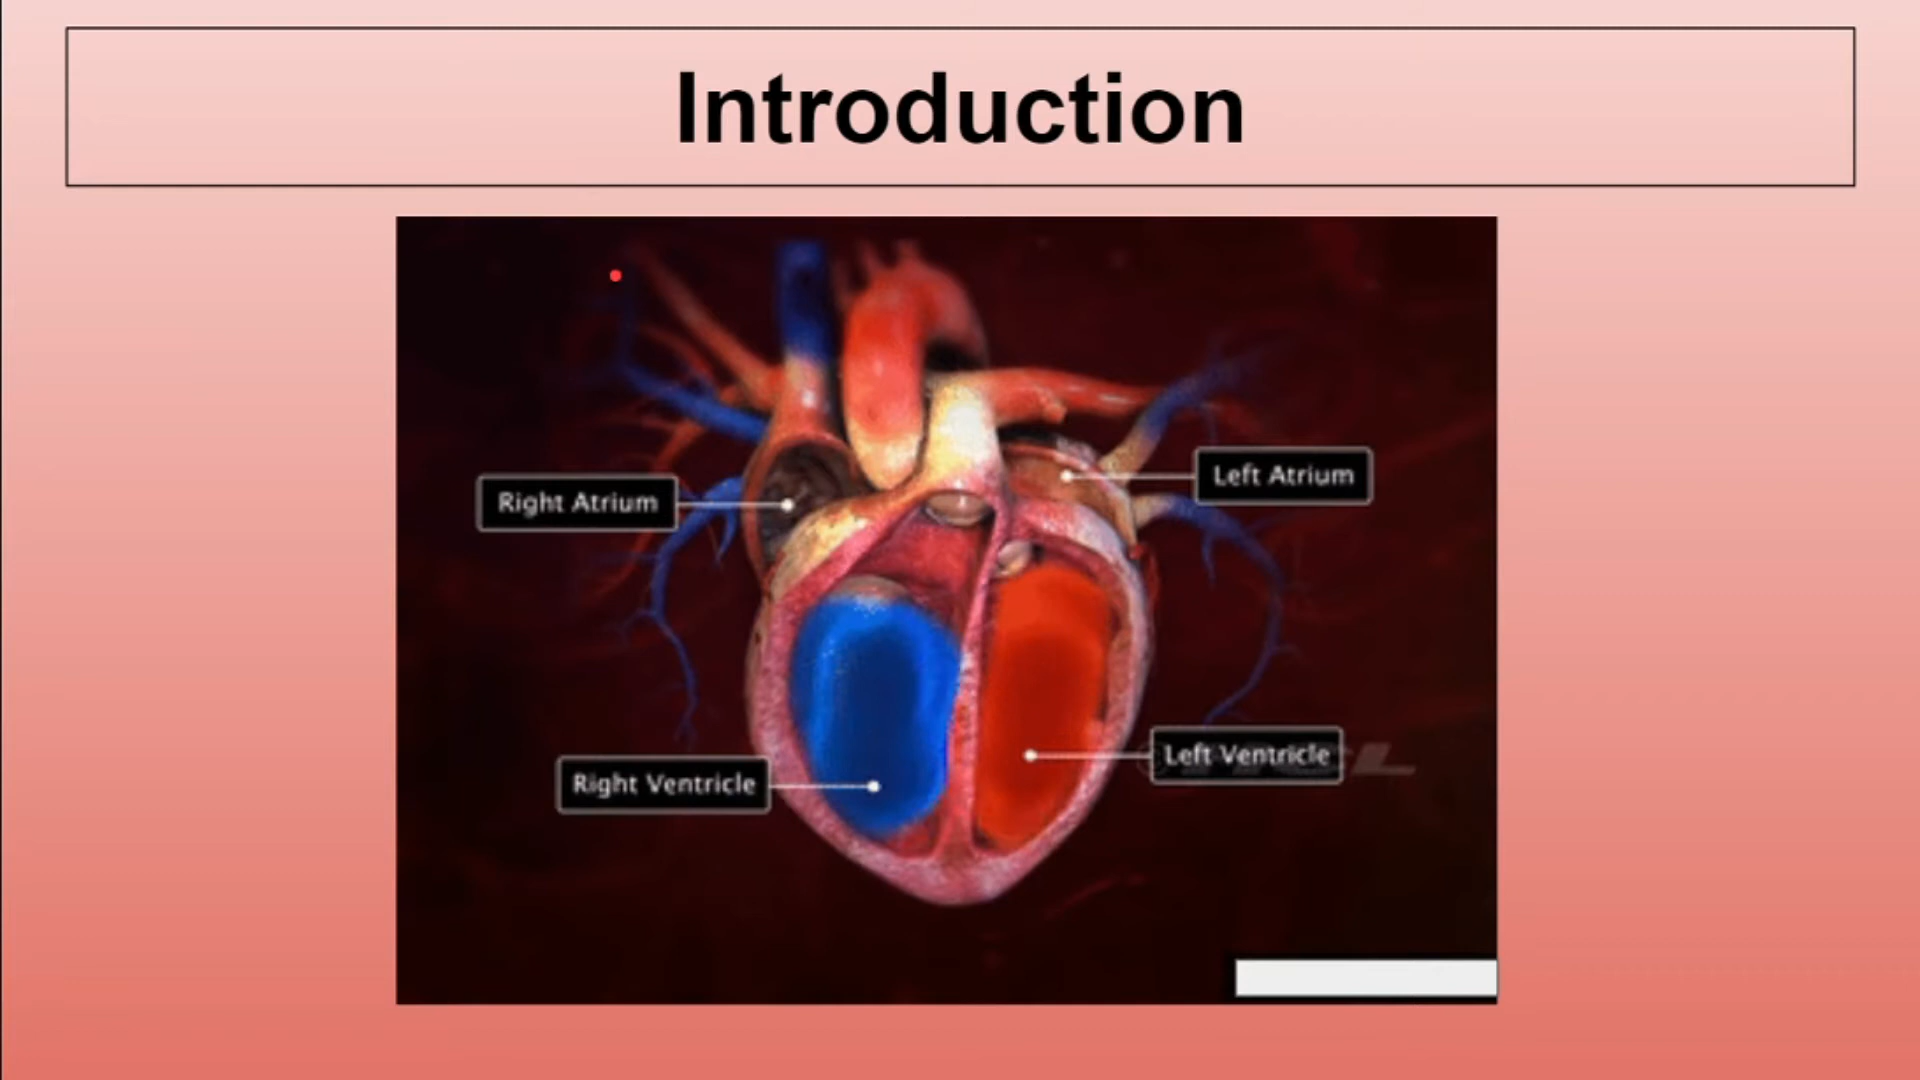 Introduction
Left Atrium
Right Atrium
Left Ventricle
Right Ventricle